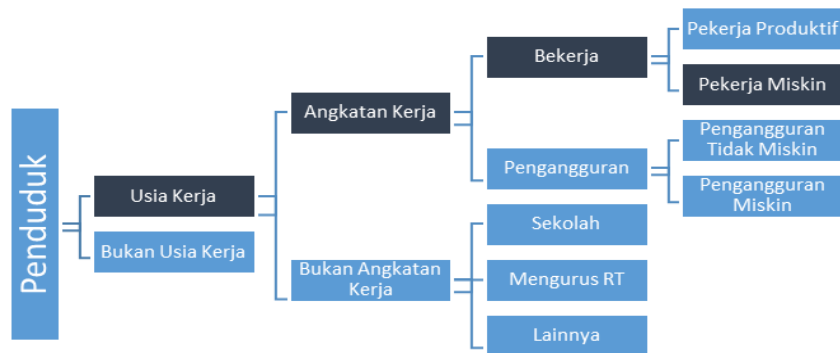 Penduduk
Usia Kerja
Bukan Usia Kerja
Angkatan Kerja
Bukan Angkatan
Kerja
Bekerja
Pengangguran
Sekolah
Mengurus RT
Lainnya
Pekerja Produktif
Pekerja Miskin
Pengangguran
Tidak Miskin
Pengangguran
Miskin